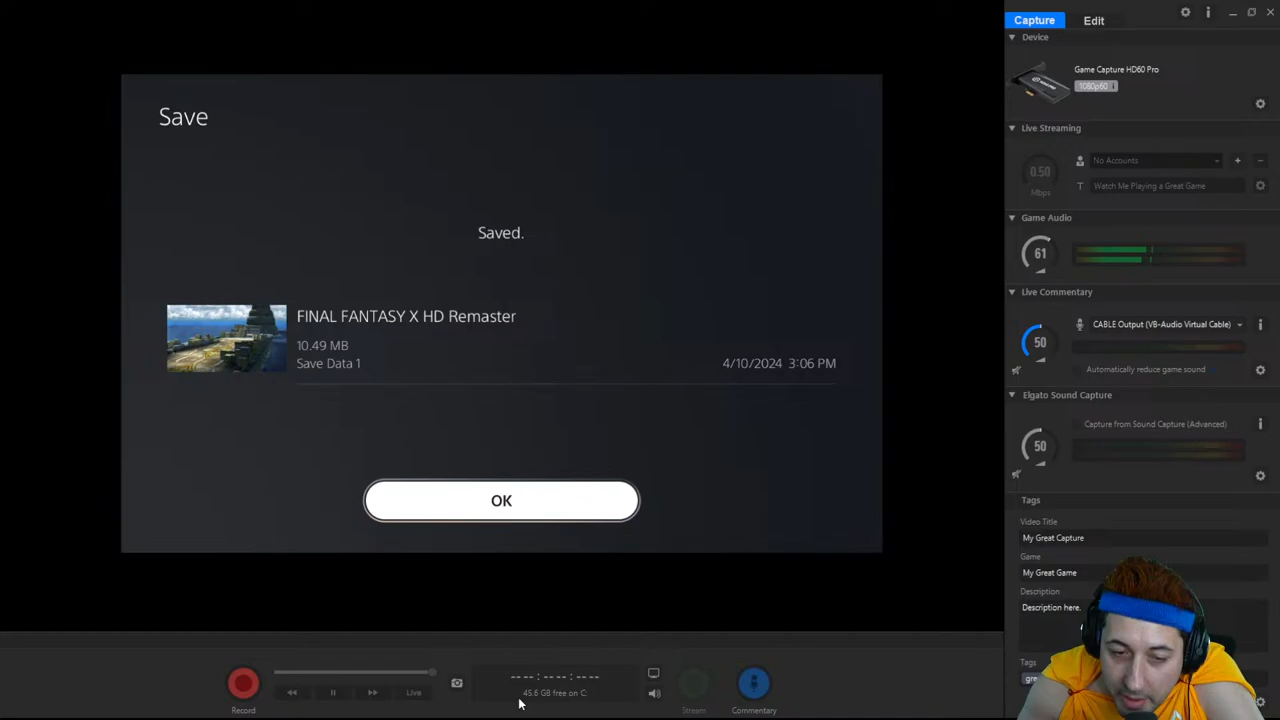 Capture Edit
Device
Game Capture HD60 Pro
1080p60
Save
Live Streaming
No Accounts
0.50
Mbps
Watch Me Playing a Great Game
Game Audio
Saved.
61
Live Commentary
FINAL FANTASY X HD Remaster
CABLE Output (VB-Audio Virtual Cable)
10.49 MB
50
Save Data 1 4/10/2024 3:06 PM
Automatically reduce game sound
Elgato Sound Capture
Capture from Sound Capture (Advanced)
50
OK
Tags
Video Title
My Great Capture
Game
My Great Game
Description
Description here.
Tags
Live
45.6 GB free on C:
Record Stream Commentary